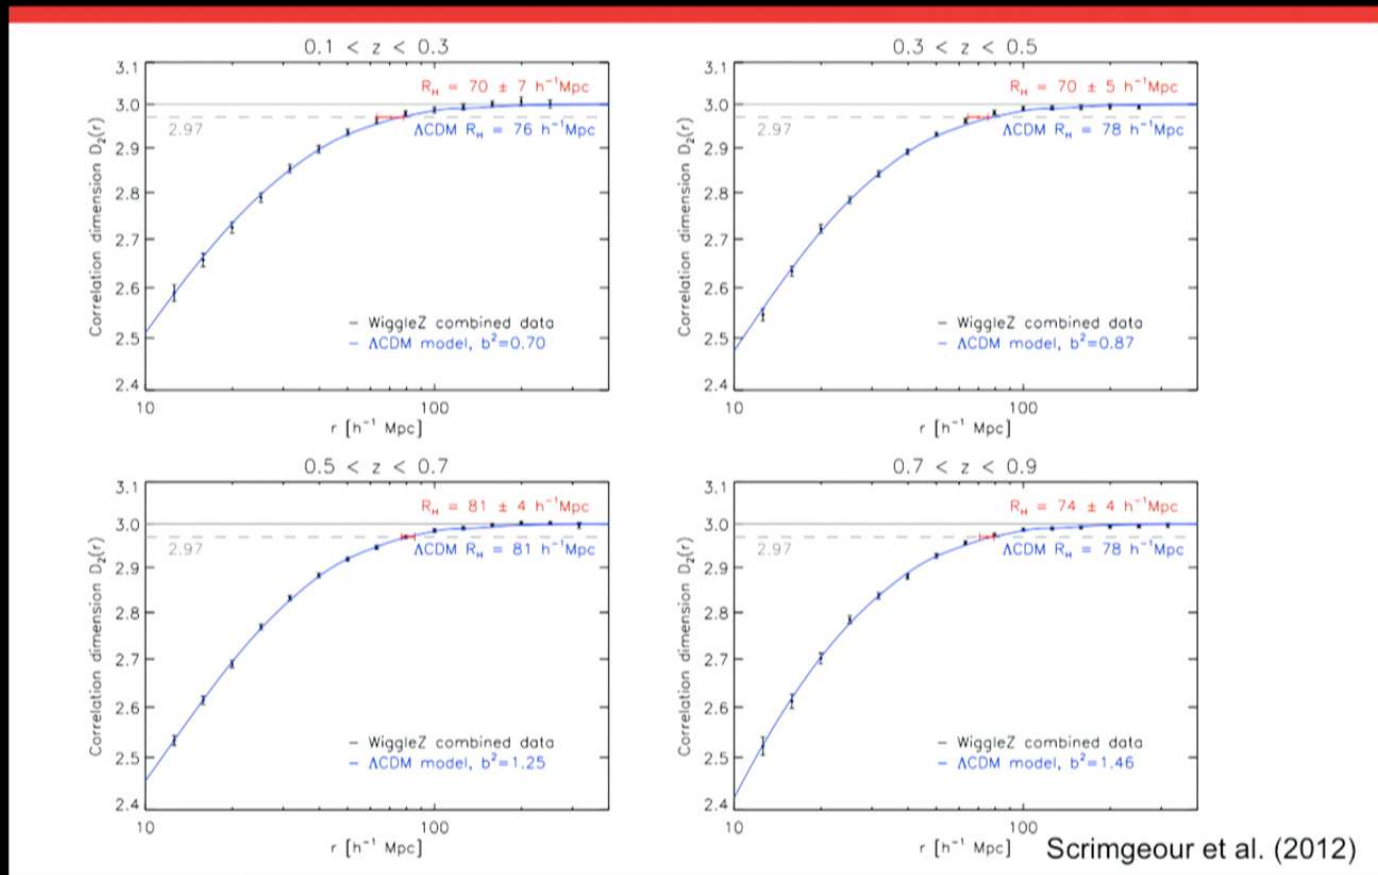 0.1 < z < 0.3
3.1
3.0
2.9
2.8
2.7
2.6
2.5
2.4
Correlation dimension D₂(r)
R_H = 70 ± 7 h⁻¹Mpc
2.97
ΛCDM R_H = 76 h⁻¹Mpc
– WiggleZ combined data
– ΛCDM model, b²=0.70
10
100
r [h⁻¹ Mpc]
0.3 < z < 0.5
3.1
3.0
2.9
2.8
2.7
2.6
2.5
2.4
Correlation dimension D₂(r)
R_H = 70 ± 5 h⁻¹Mpc
2.97
ΛCDM R_H = 78 h⁻¹Mpc
– WiggleZ combined data
– ΛCDM model, b²=0.87
10
100
r [h⁻¹ Mpc]
0.5 < z < 0.7
3.1
3.0
2.9
2.8
2.7
2.6
2.5
2.4
Correlation dimension D₂(r)
R_H = 81 ± 4 h⁻¹Mpc
2.97
ΛCDM R_H = 81 h⁻¹Mpc
– WiggleZ combined data
– ΛCDM model, b²=1.25
10
100
r [h⁻¹ Mpc]
0.7 < z < 0.9
3.1
3.0
2.9
2.8
2.7
2.6
2.5
2.4
Correlation dimension D₂(r)
R_H = 74 ± 4 h⁻¹Mpc
2.97
ΛCDM R_H = 78 h⁻¹Mpc
– WiggleZ combined data
– ΛCDM model, b²=1.46
10
100
r [h⁻¹ Mpc]
Scrimgeour et al. (2012)